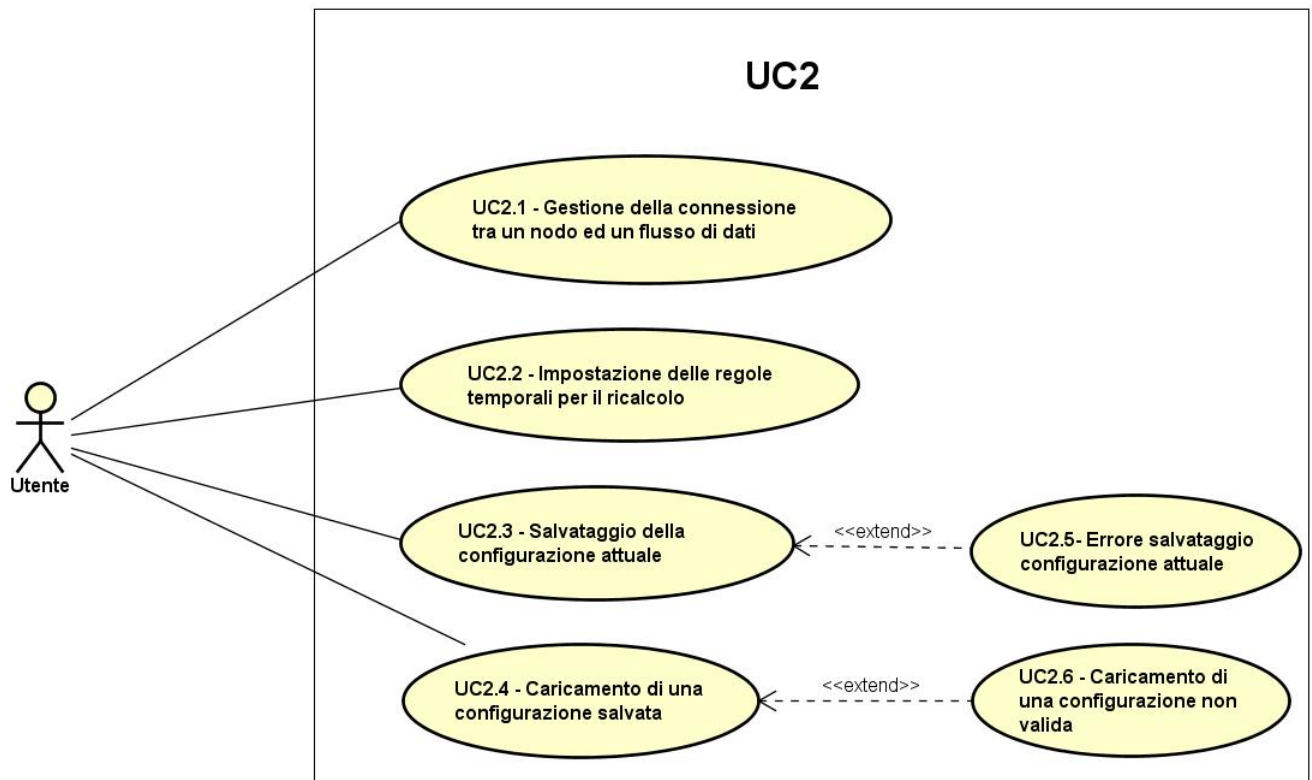 UC2
UC2.1 - Gestione della connessione
tra un nodo ed un flusso di dati
UC2.2 - Impostazione delle regole
temporali per il ricalcolo
Utente
UC2.3 - Salvataggio della
configurazione attuale
<<extend>>
UC2.5- Errore salvataggio
configurazione attuale
UC2.4 - Caricamento di una
configurazione salvata
<<extend>>
UC2.6 - Caricamento di
una configurazione non
valida